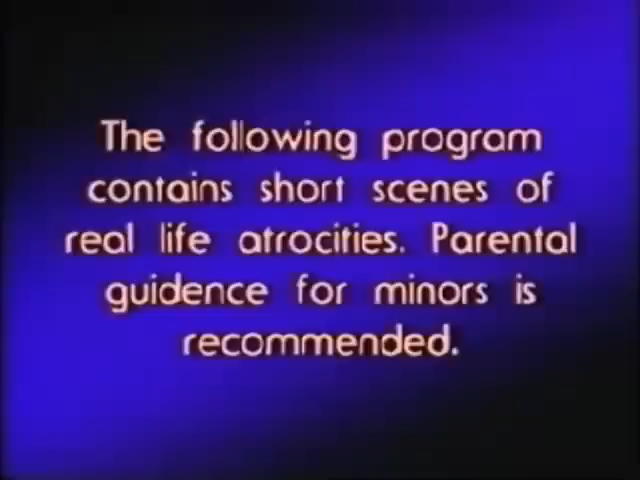 The following program
contains short scenes of
real life atrocities. Parental
guidence for minors is
recommended.